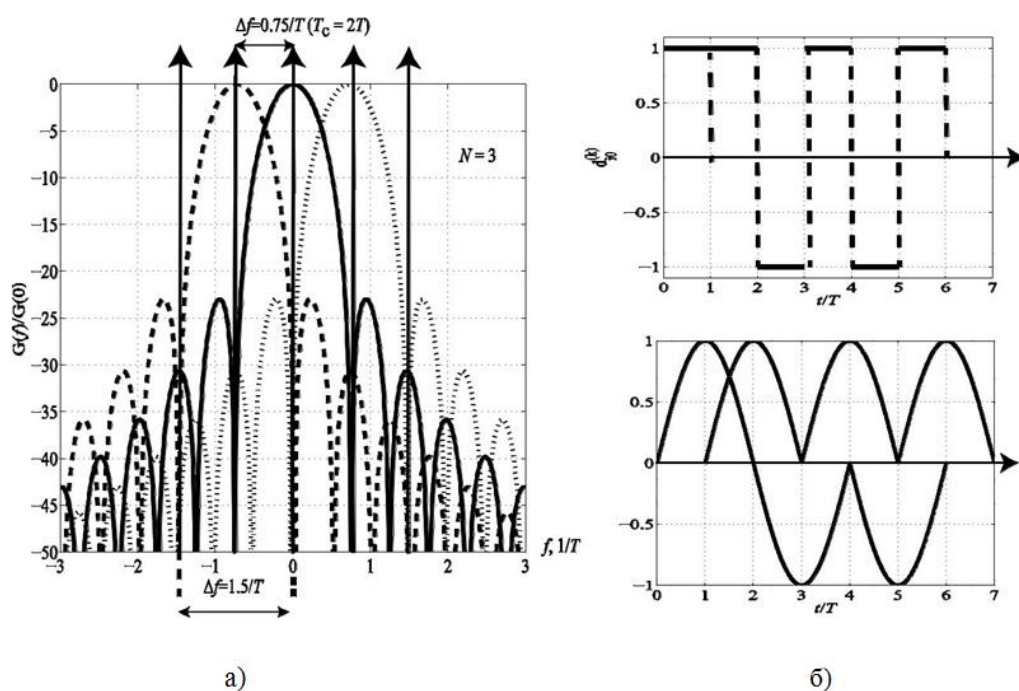 Δf=0.75/T (T_C = 2T)
0
−5
−10
−15
−20
−25
−30
−35
−40
−45
−50
G(f)/G(0)
N = 3
−3 −2 −1 0 1 2 3
f, 1/T
Δf=1.5/T
а)
1
0.5
0
−0.5
−1
0 1 2 3 4 5 6 7
t/T
1
0.5
0
−0.5
−1
0 1 2 3 4 5 6 7
t/T
б)